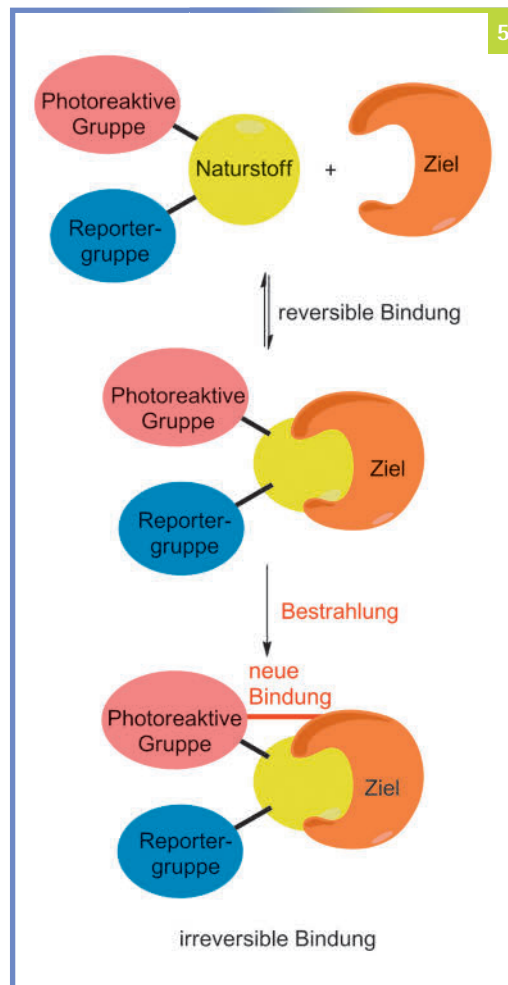 5
Photoreaktive
Gruppe
Naturstoff
+
Ziel
Reporter-
gruppe
reversible Bindung
Photoreaktive
Gruppe
Ziel
Reporter-
gruppe
Bestrahlung
neue
Bindung
Photoreaktive
Gruppe
Ziel
Reporter-
gruppe
irreversible Bindung